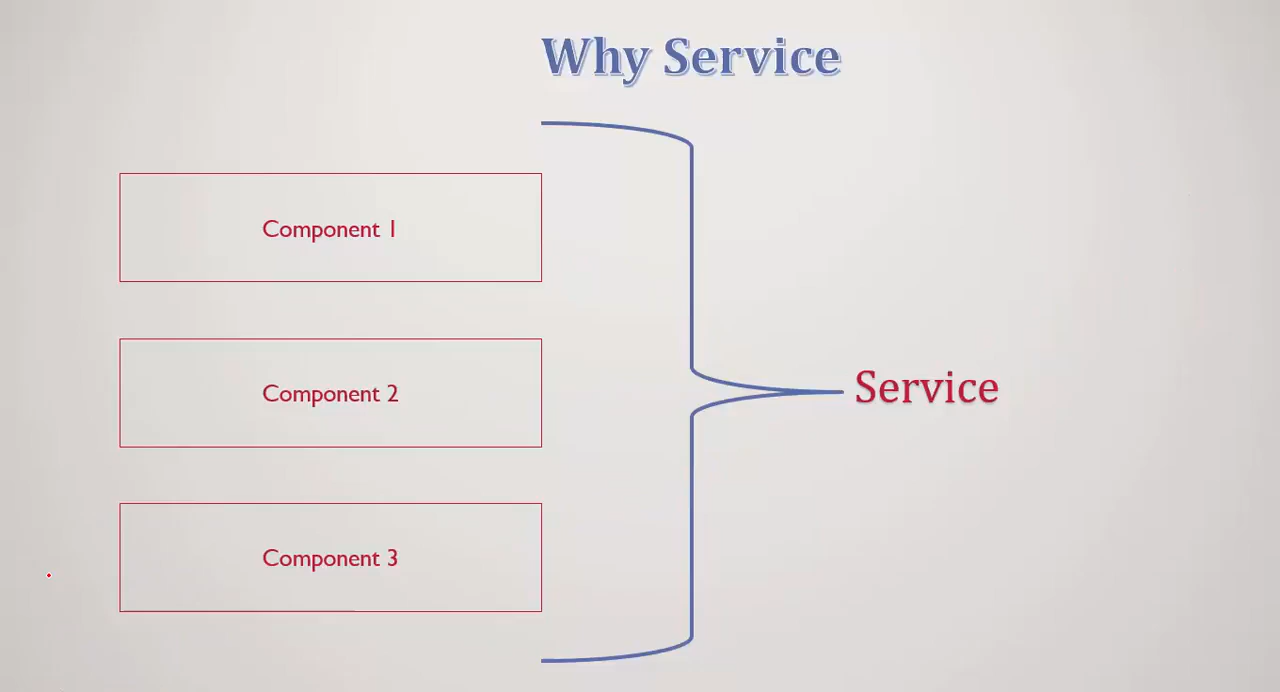 Why Service
Component 1
Component 2
Service
Component 3